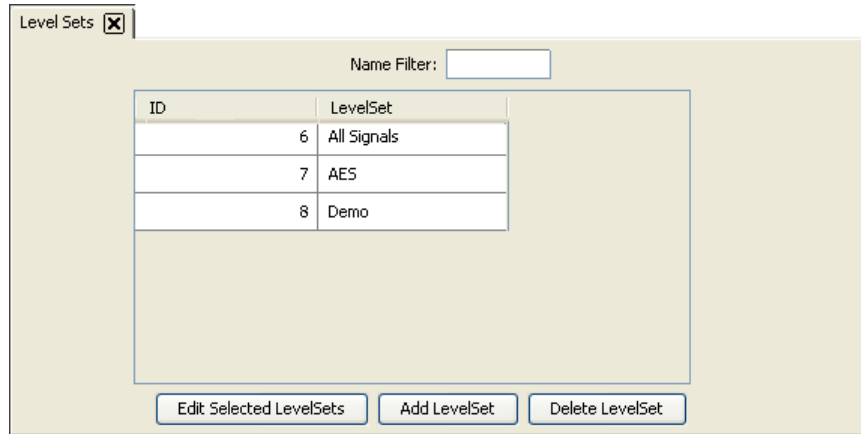 Level Sets
Name Filter:
ID LevelSet
6 All Signals
7 AES
8 Demo
Edit Selected LevelSets Add LevelSet Delete LevelSet